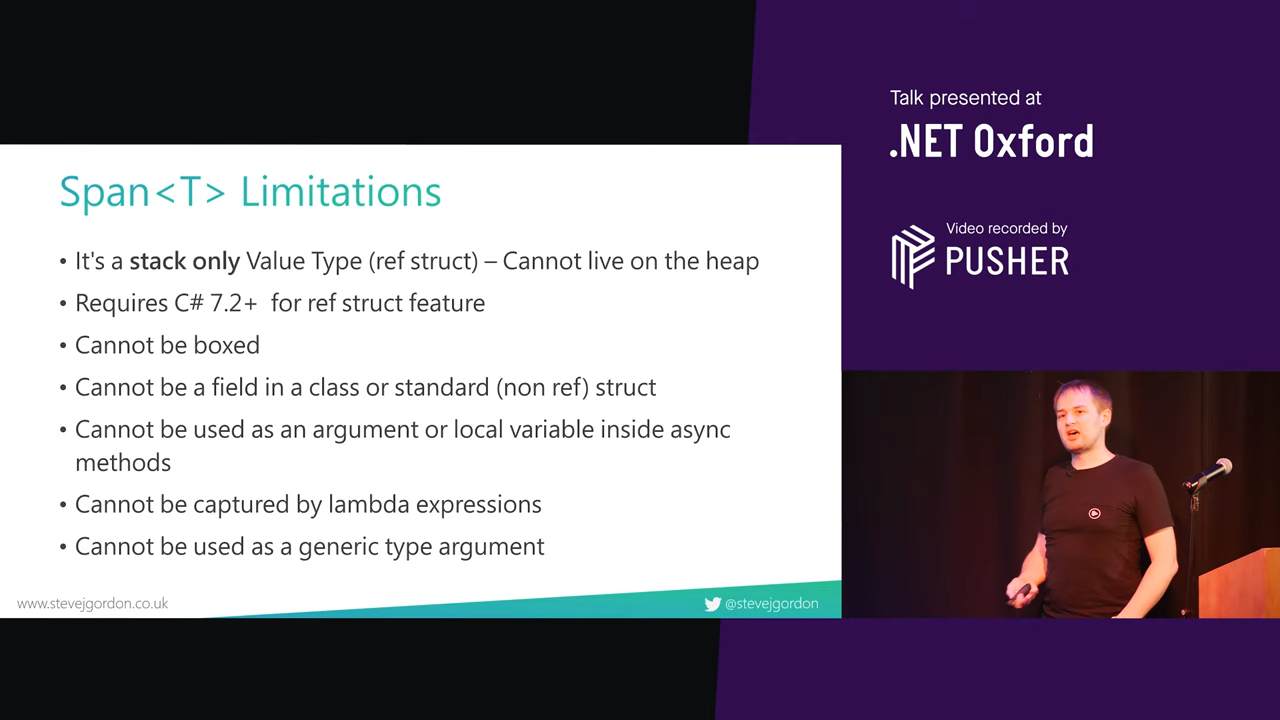 Talk presented at
.NET Oxford
Video recorded by
PUSHER
Span<T> Limitations
• It's a stack only Value Type (ref struct) – Cannot live on the heap
• Requires C# 7.2+ for ref struct feature
• Cannot be boxed
• Cannot be a field in a class or standard (non ref) struct
• Cannot be used as an argument or local variable inside async
methods
• Cannot be captured by lambda expressions
• Cannot be used as a generic type argument
www.stevejgordon.co.uk
@stevejgordon